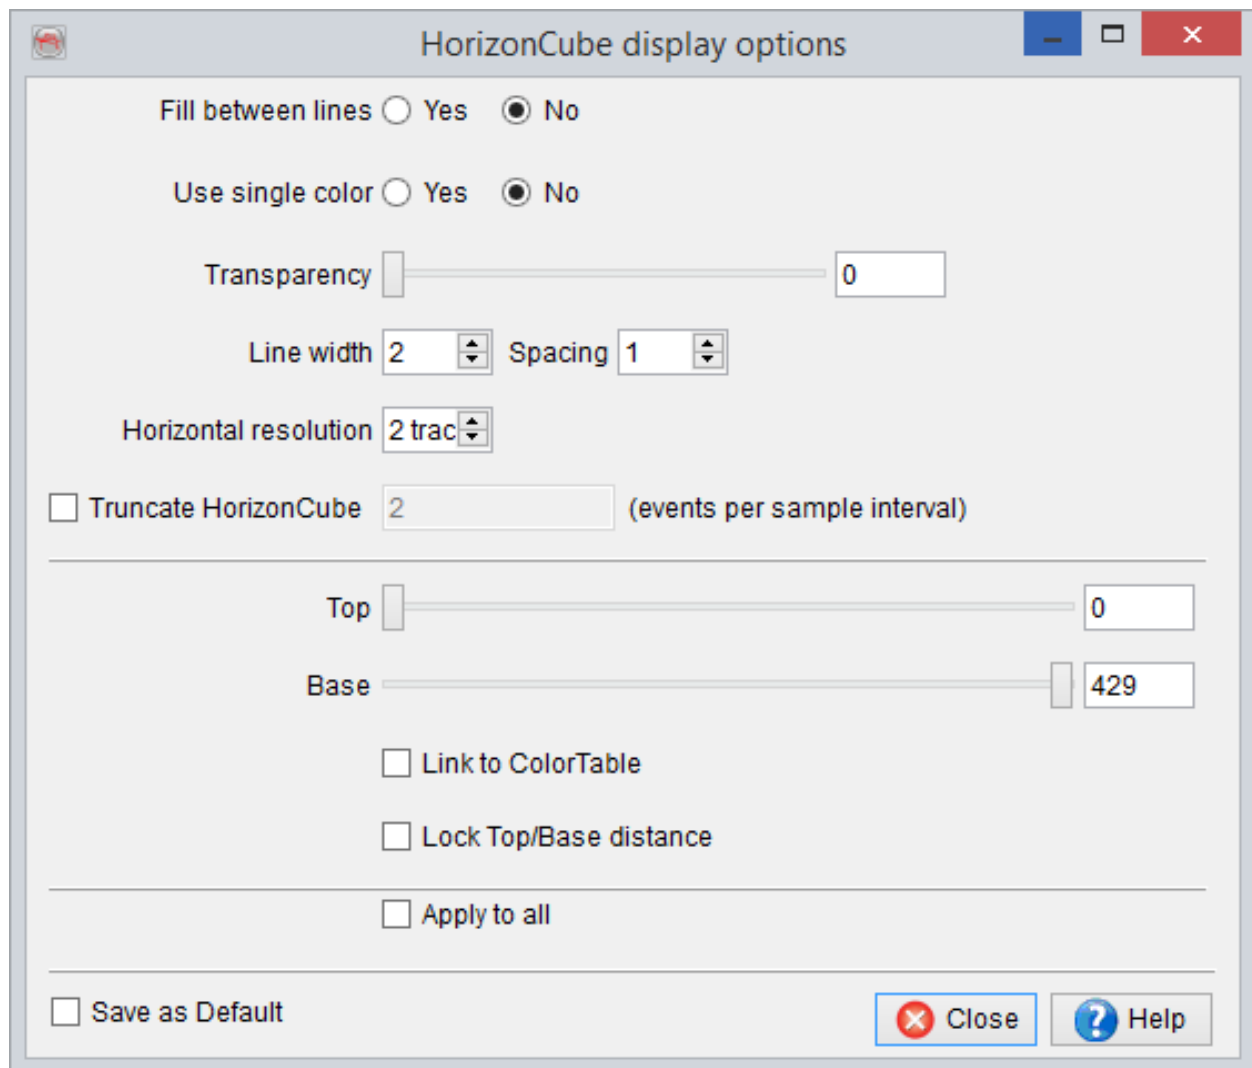 HorizonCube display options
Fill between lines Yes No
Use single color Yes No
Transparency 0
Line width 2 Spacing 1
Horizontal resolution 2 trac
Truncate HorizonCube 2 (events per sample interval)
Top 0
Base 429
Link to ColorTable
Lock Top/Base distance
Apply to all
Save as Default Close Help